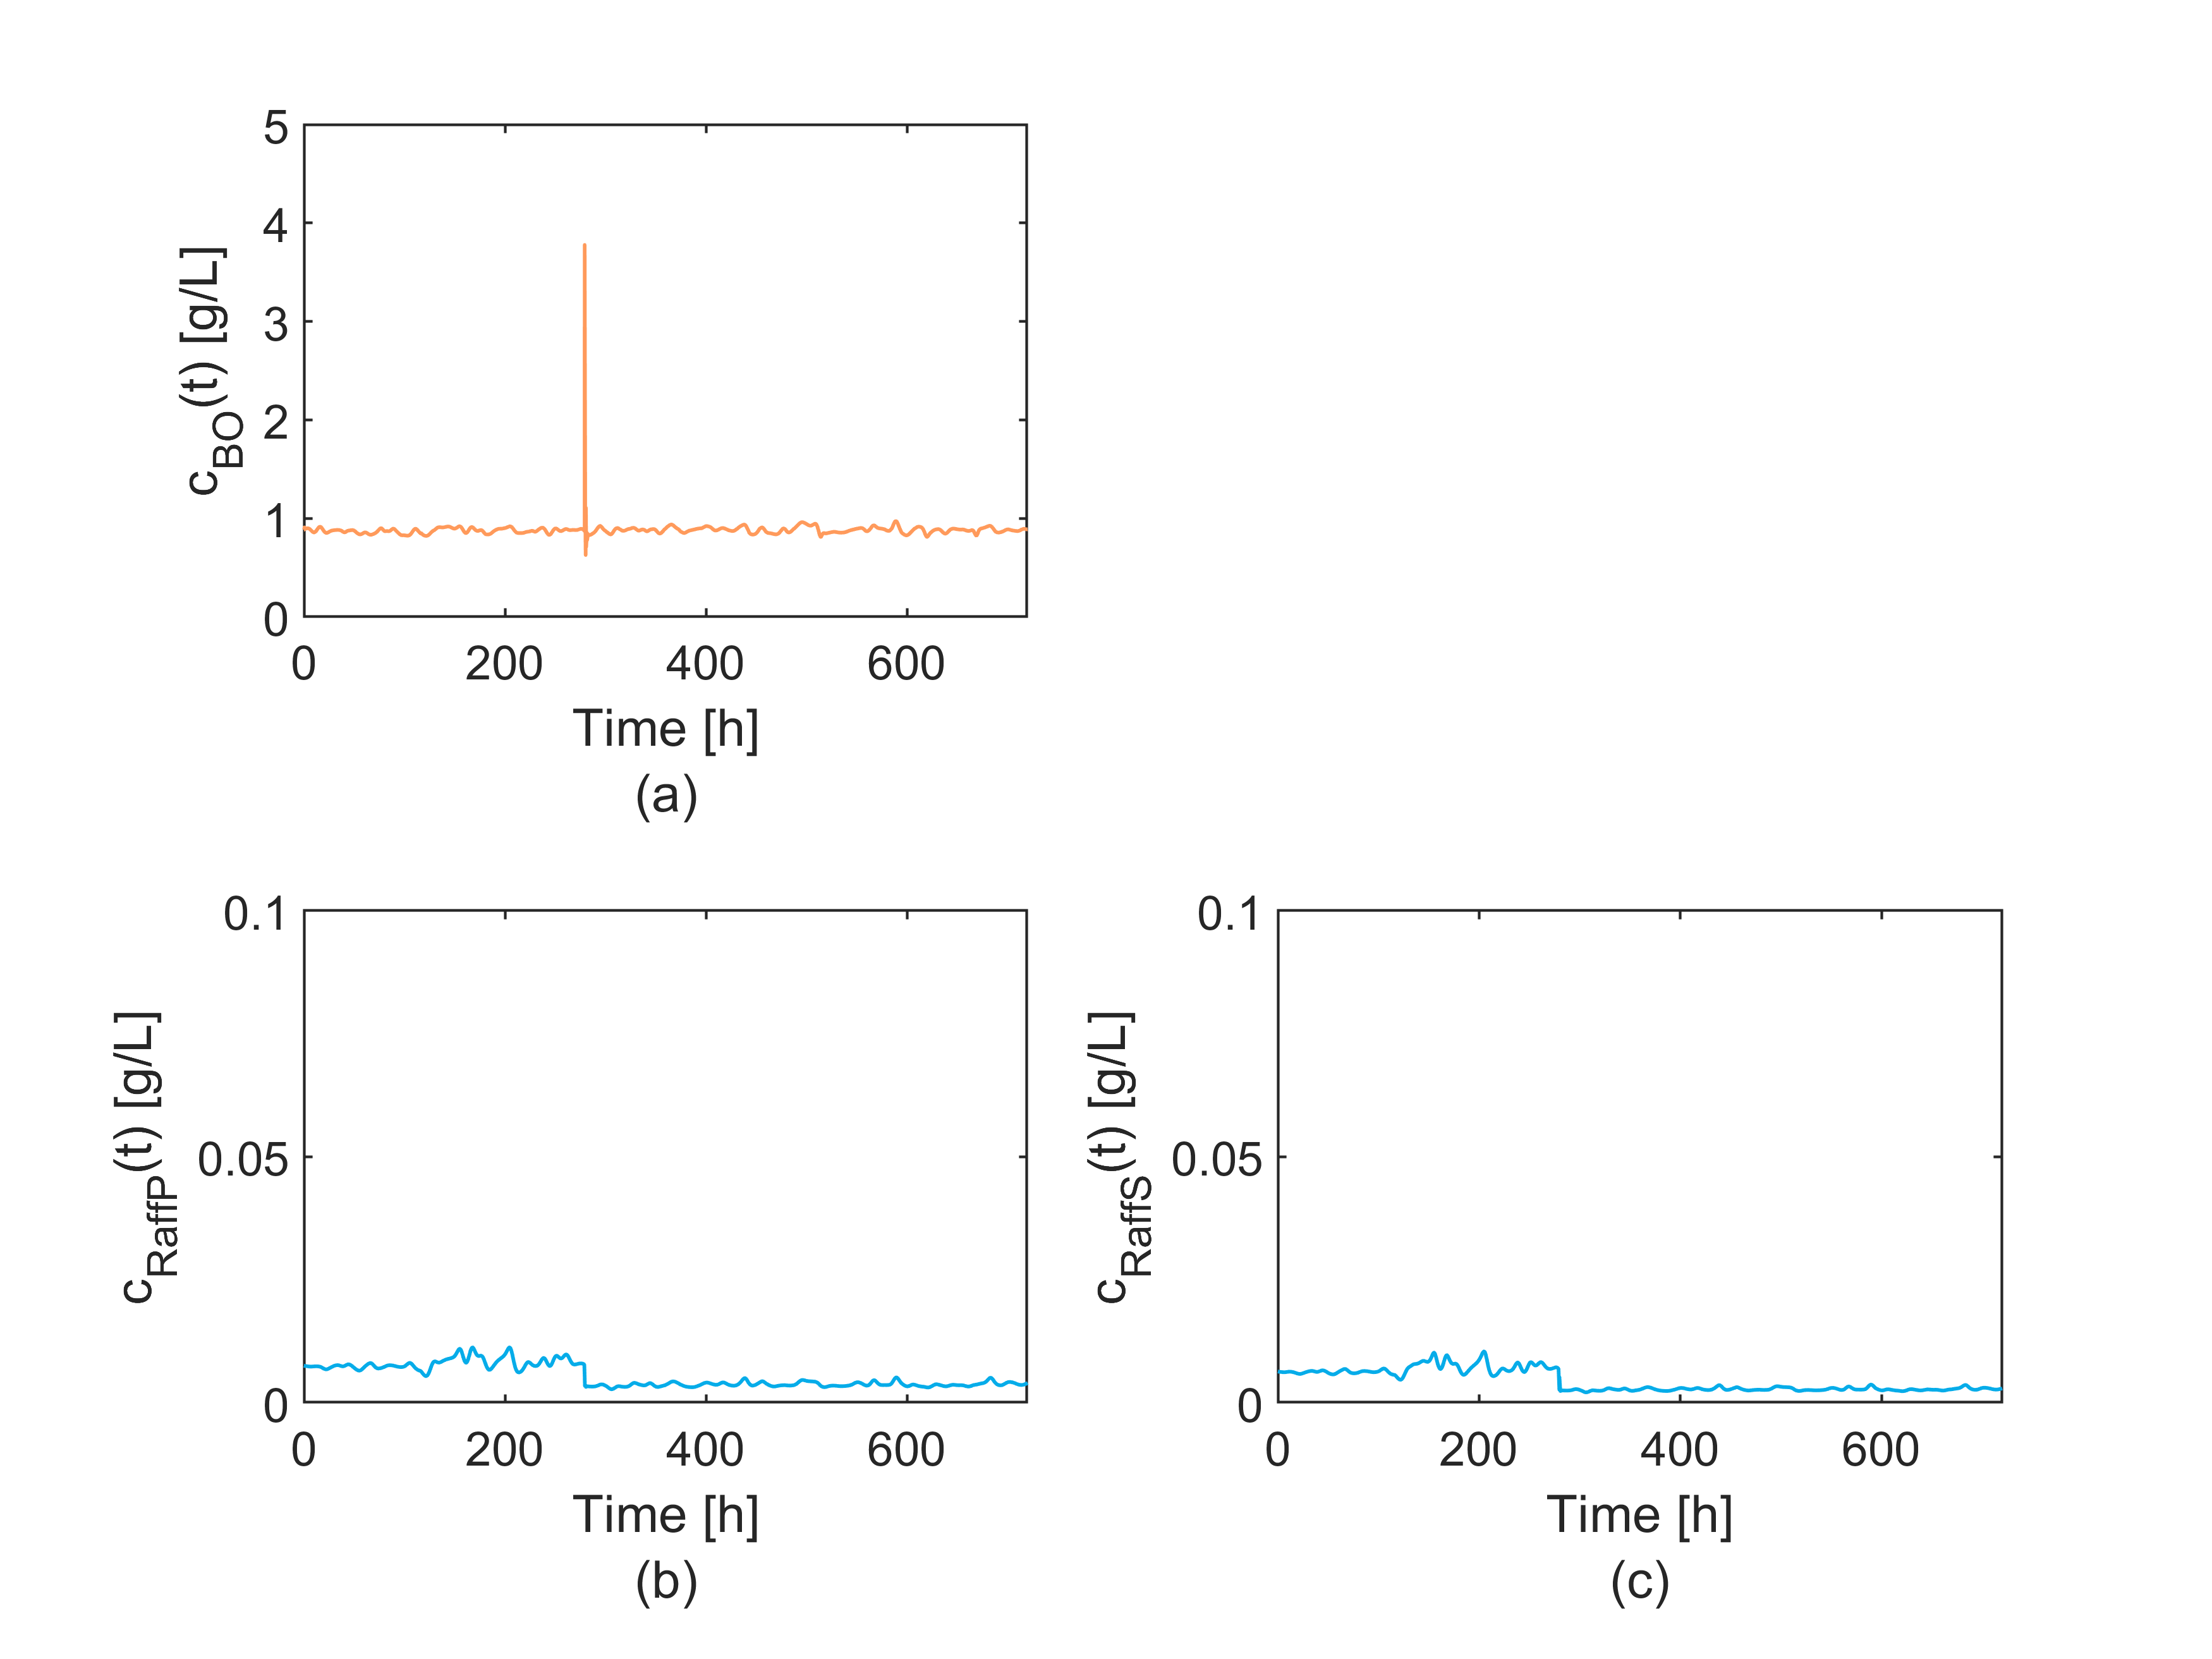 c_BO(t) [g/L]
5
4
3
2
1
0
0 200 400 600
Time [h]
(a)
c_RaffP(t) [g/L]
0.1
0.05
0
0 200 400 600
Time [h]
(b)
c_RaffS(t) [g/L]
0.1
0.05
0
0 200 400 600
Time [h]
(c)